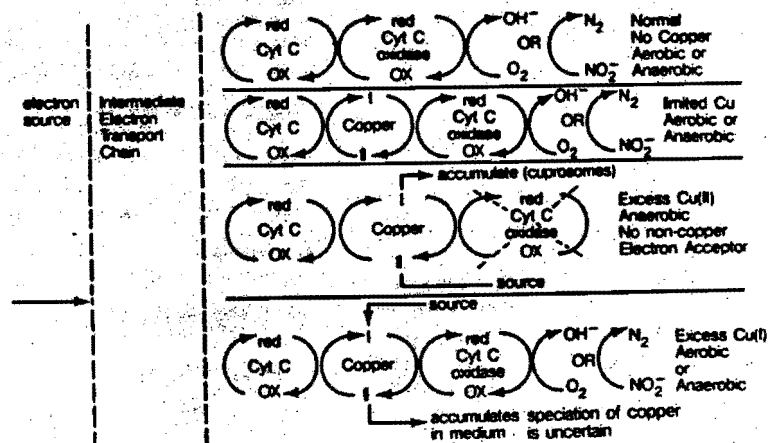 electron
source
Intermediate
Electron
Transport
Chain
red
Cyt C
OX
red
Cyt C
oxidase
OX
OH⁻
OR
O₂
N₂
NO₂⁻
Normal
No Copper
Aerobic or
Anaerobic
red
Cyt C
OX
I
Copper
II
red
Cyt C
oxidase
OX
OH⁻
OR
O₂
N₂
NO₂⁻
limited Cu
Aerobic or
Anaerobic
accumulate (cuprosomes)
red
Cyt C
OX
I
Copper
II
red
Cyt C
oxidase
OX
source
Excess Cu(II)
Anaerobic
No non-copper
Electron Acceptor
source
red
Cyt C
OX
I
Copper
II
red
Cyt C
oxidase
OX
OH⁻
OR
O₂
N₂
NO₂⁻
Excess Cu(I)
Aerobic
or
Anaerobic
accumulates speciation of copper
in medium is uncertain